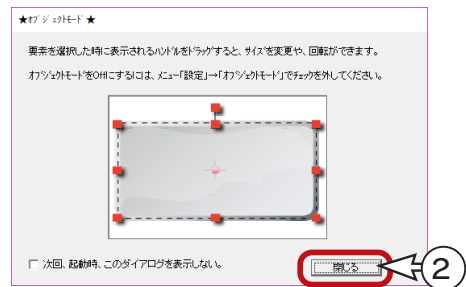 ★ｵﾌﾞｼﾞｪｸﾄﾓｰﾄﾞ★
要素を選択した時に表示されるﾊﾝﾄﾞﾙをﾄﾞﾗｯｸﾞすると、ｻｲｽﾞを変更や、回転ができます。
ｵﾌﾞｼﾞｪｸﾄﾓｰﾄﾞをOffにするには、ﾒﾆｭｰ「設定」→「ｵﾌﾞｼﾞｪｸﾄﾓｰﾄﾞ」でﾁｪｯｸを外してください。
次回、起動時、このダイアログを表示しない。
閉じる
2